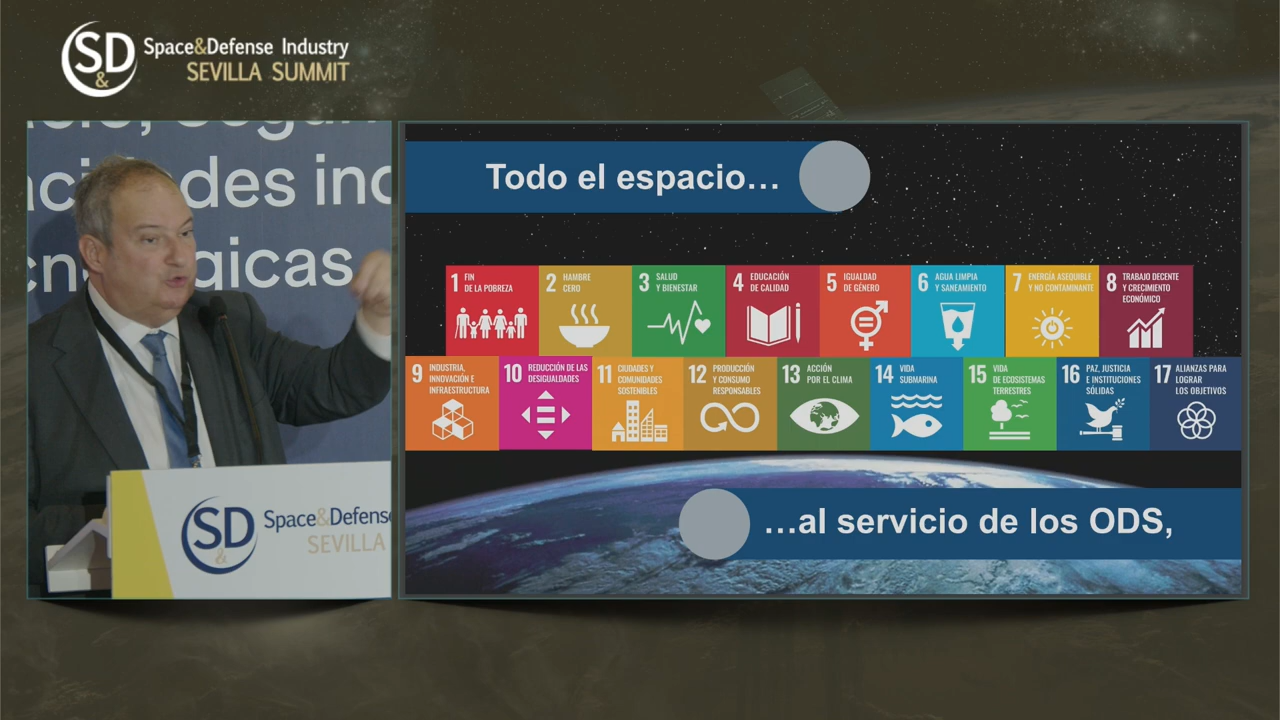 S&D
Space&Defense Industry
SEVILLA SUMMIT
des
gicas
S&D
Space&Defense
SEVILLA
Todo el espacio...
1 FIN
DE LA POBREZA
2 HAMBRE
CERO
3 SALUD
Y BIENESTAR
4 EDUCACIÓN
DE CALIDAD
5 IGUALDAD
DE GÉNERO
6 AGUA LIMPIA
Y SANEAMIENTO
7 ENERGÍA ASEQUIBLE
Y NO CONTAMINANTE
8 TRABAJO DECENTE
Y CRECIMIENTO
ECONÓMICO
9 INDUSTRIA,
INNOVACIÓN E
INFRAESTRUCTURA
10 REDUCCIÓN DE LAS
DESIGUALDADES
11 CIUDADES Y
COMUNIDADES
SOSTENIBLES
12 PRODUCCIÓN
Y CONSUMO
RESPONSABLES
13 ACCIÓN
POR EL CLIMA
14 VIDA
SUBMARINA
15 VIDA
DE ECOSISTEMAS
TERRESTRES
16 PAZ, JUSTICIA
E INSTITUCIONES
SÓLIDAS
17 ALIANZAS PARA
LOGRAR
LOS OBJETIVOS
...al servicio de los ODS,